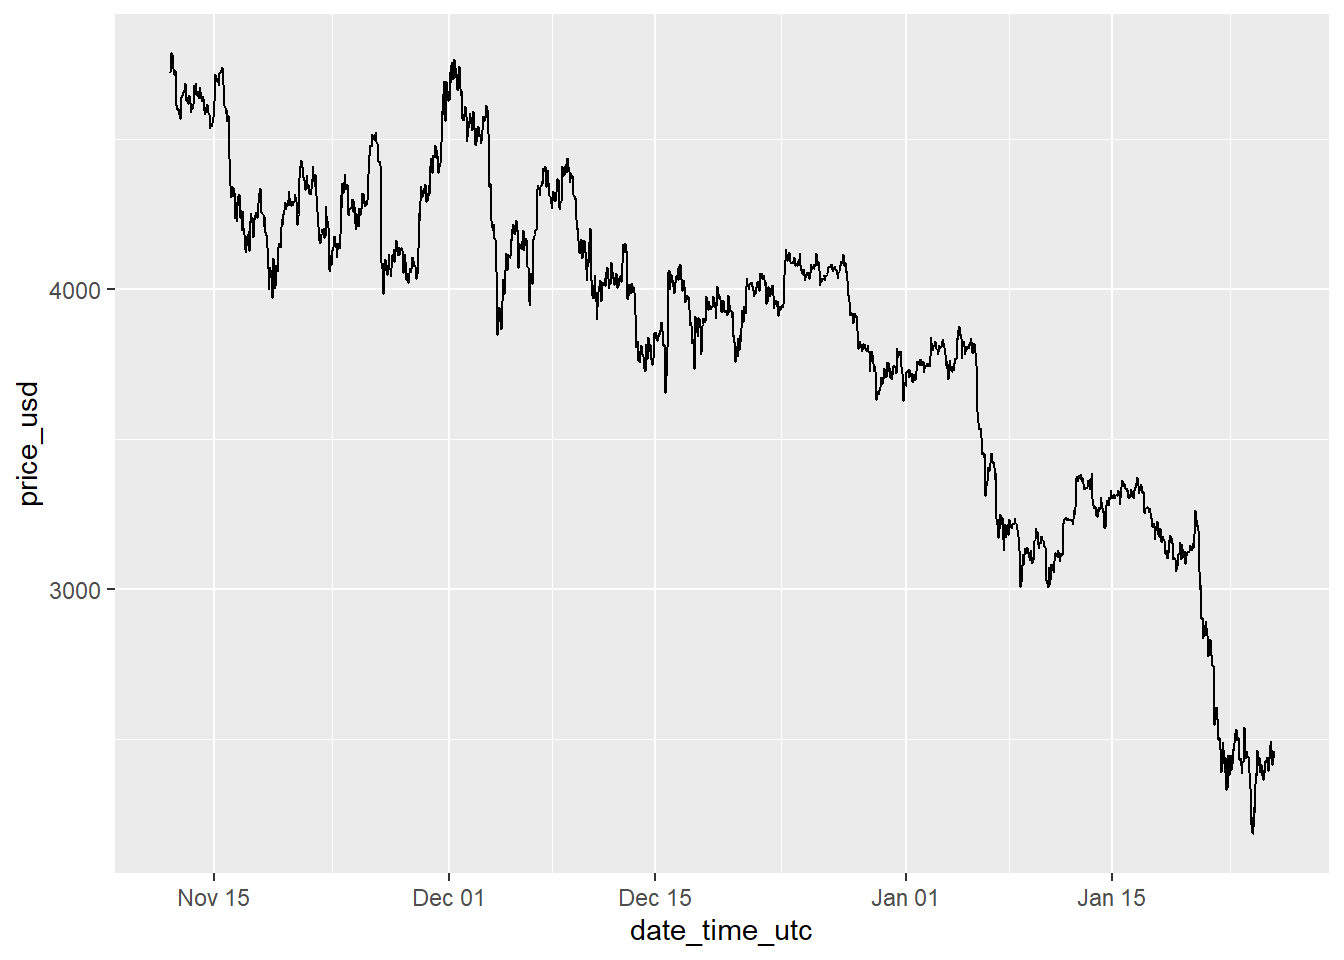 price_usd
4000
3000
Nov 15
Dec 01
Dec 15
Jan 01
Jan 15
date_time_utc